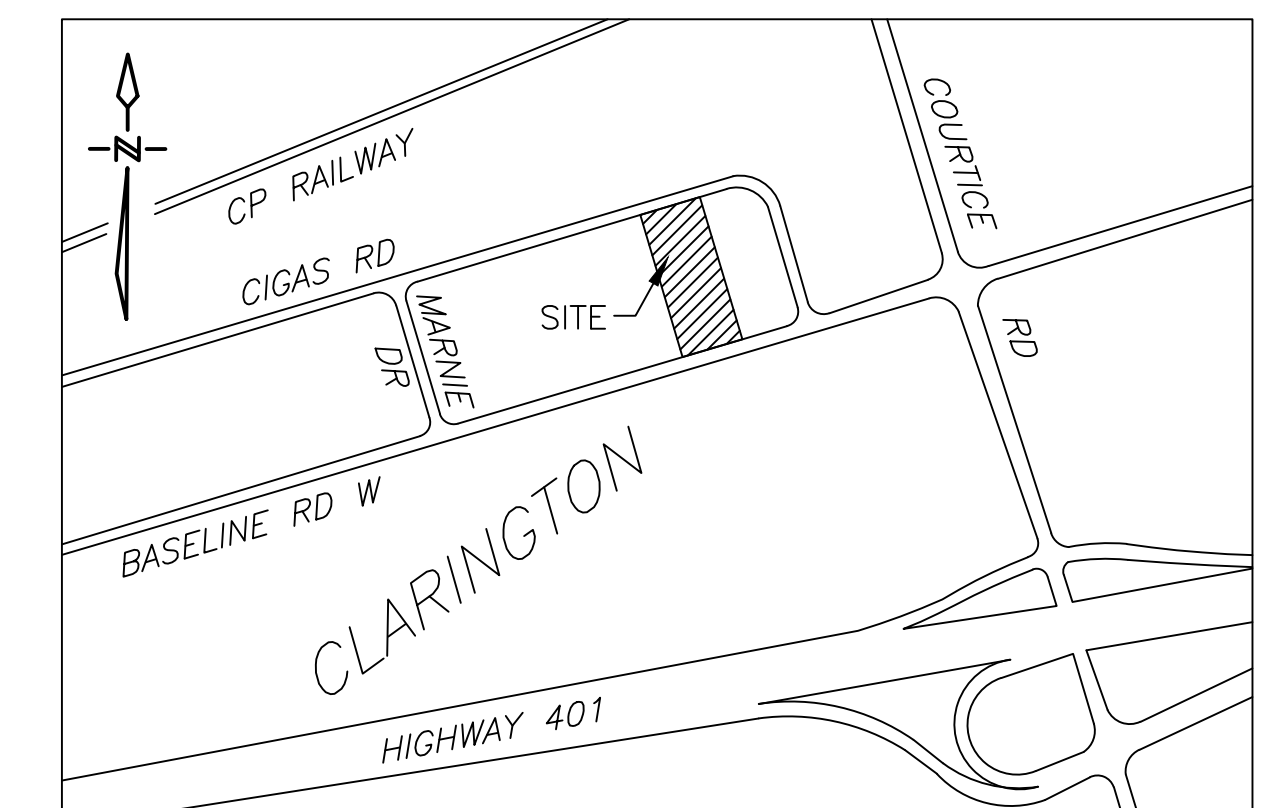 N
CP RAILWAY
COURTICE
RD
CIGAS RD
MARNIE
DR
SITE
BASELINE RD W
CLARINGTON
HIGHWAY 401